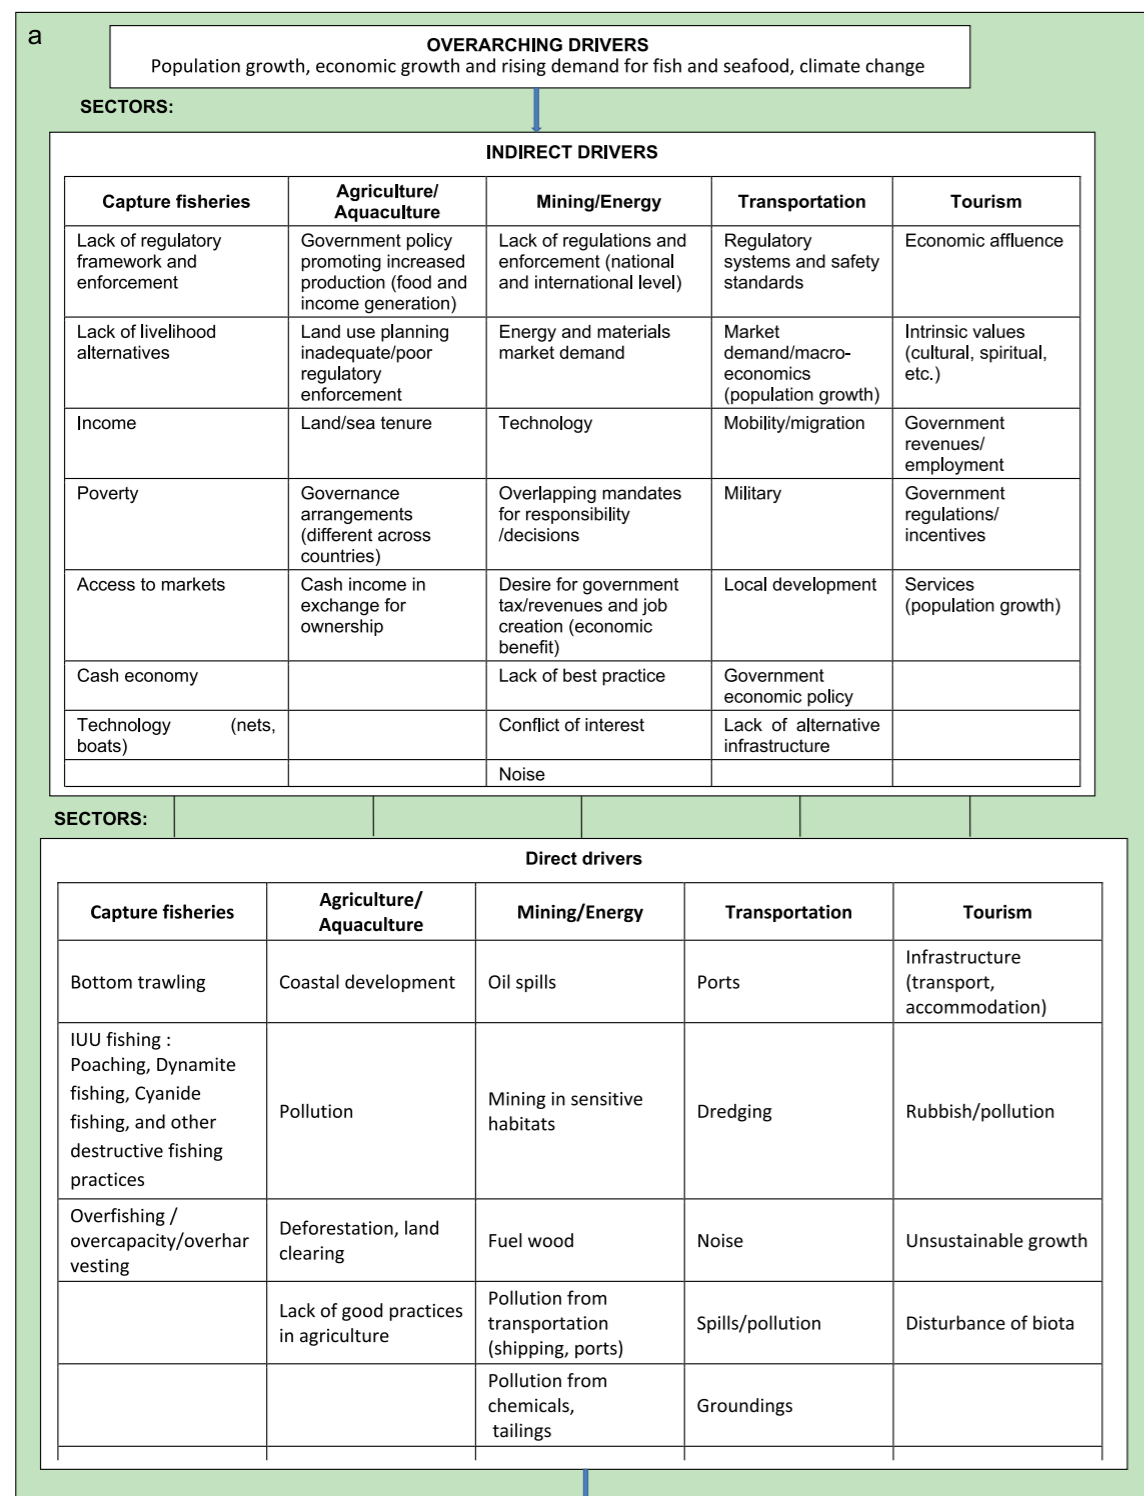 a
OVERARCHING DRIVERS
Population growth, economic growth and rising demand for fish and seafood, climate change
SECTORS:
INDIRECT DRIVERS
Capture fisheries
Agriculture/
Aquaculture
Mining/Energy
Transportation
Tourism
Lack of regulatory
framework and
enforcement
Government policy
promoting increased
production (food and
income generation)
Lack of regulations and
enforcement (national
and international level)
Regulatory
systems and safety
standards
Economic affluence
Lack of livelihood
alternatives
Land use planning
inadequate/poor
regulatory
enforcement
Energy and materials
market demand
Market
demand/macro-
economics
(population growth)
Intrinsic values
(cultural, spiritual,
etc.)
Income
Land/sea tenure
Technology
Mobility/migration
Government
revenues/
employment
Poverty
Governance
arrangements
(different across
countries)
Overlapping mandates
for responsibility
/decisions
Military
Government
regulations/
incentives
Access to markets
Cash income in
exchange for
ownership
Desire for government
tax/revenues and job
creation (economic
benefit)
Local development
Services
(population growth)
Cash economy
Lack of best practice
Government
economic policy
Technology (nets,
boats)
Conflict of interest
Lack of alternative
infrastructure
Noise
SECTORS:
Direct drivers
Capture fisheries
Agriculture/
Aquaculture
Mining/Energy
Transportation
Tourism
Bottom trawling
Coastal development
Oil spills
Ports
Infrastructure
(transport,
accommodation)
IUU fishing :
Poaching, Dynamite
fishing, Cyanide
fishing, and other
destructive fishing
practices
Pollution
Mining in sensitive
habitats
Dredging
Rubbish/pollution
Overfishing /
overcapacity/overhar
vesting
Deforestation, land
clearing
Fuel wood
Noise
Unsustainable growth
Lack of good practices
in agriculture
Pollution from
transportation
(shipping, ports)
Spills/pollution
Disturbance of biota
Pollution from
chemicals,
tailings
Groundings